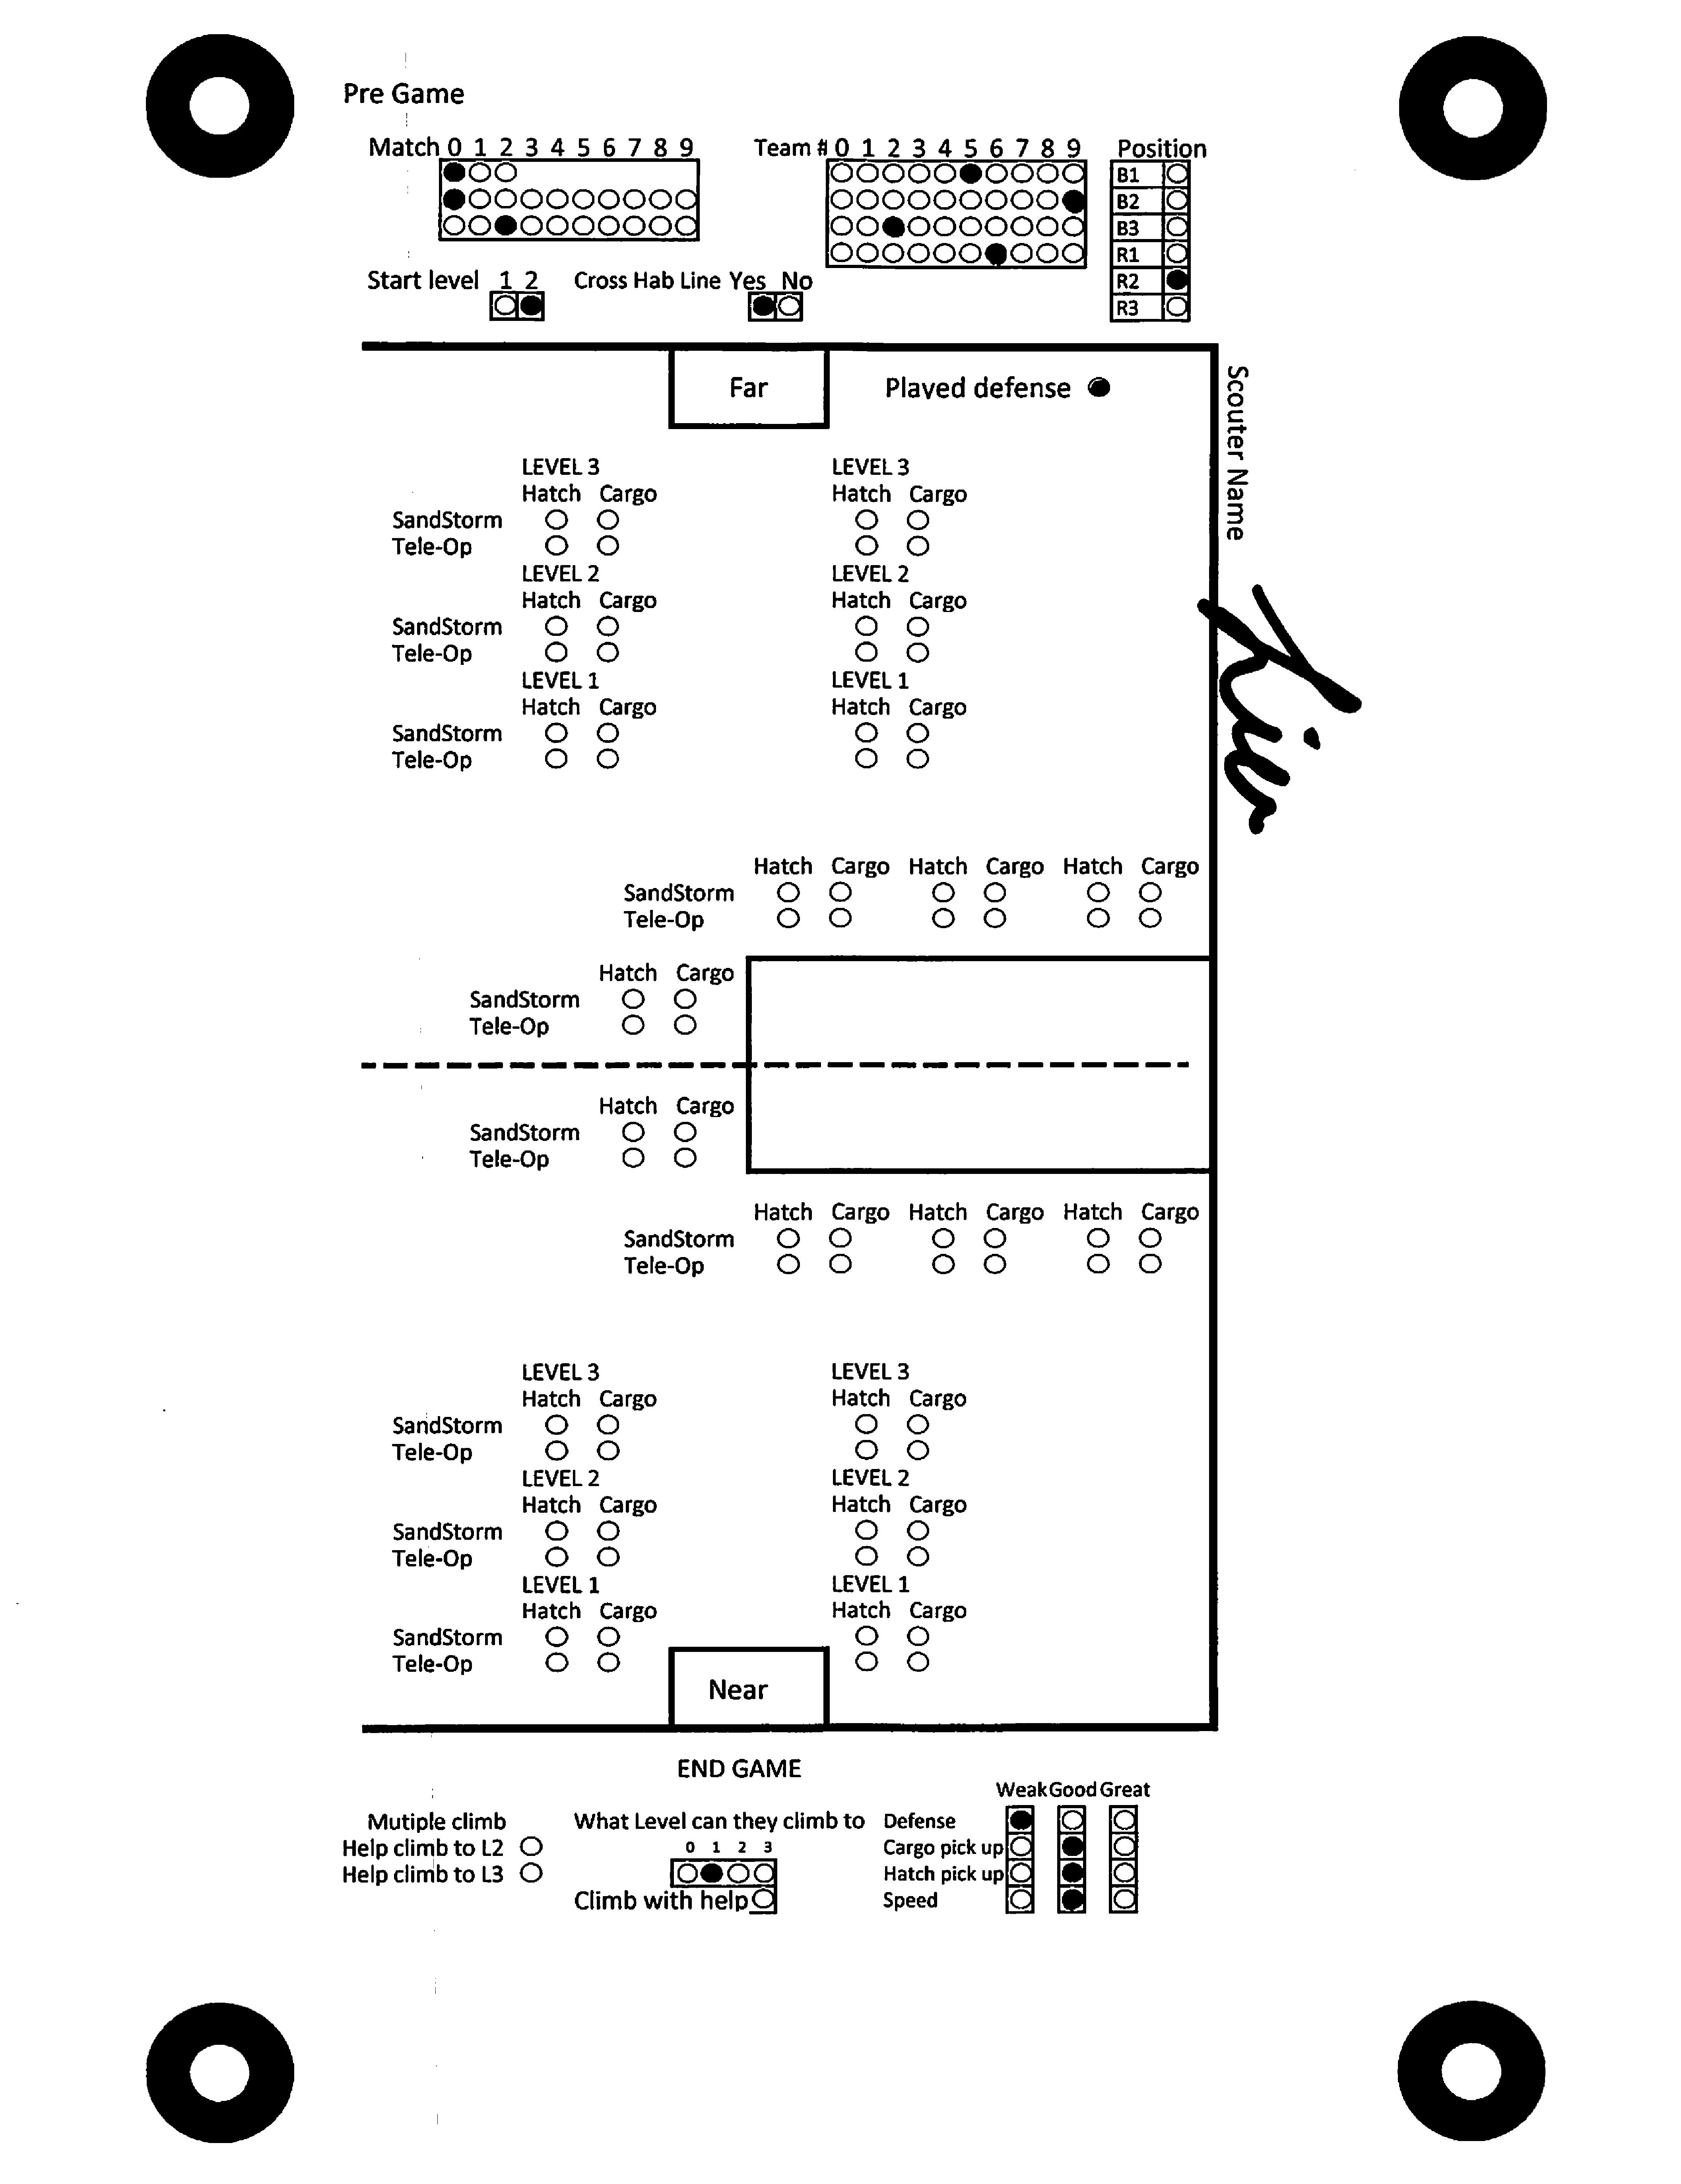 Pre Game
Match 0 1 2 3 4 5 6 7 8 9
Team # 0 1 2 3 4 5 6 7 8 9
Position
B1
B2
B3
R1
R2
R3
Start level 1 2
Cross Hab Line Yes No
Far
Played defense
Scouter Name
LEVEL 3 LEVEL 3
Hatch Cargo Hatch Cargo
SandStorm
Tele-Op
LEVEL 2 LEVEL 2
Hatch Cargo Hatch Cargo
SandStorm
Tele-Op
LEVEL 1 LEVEL 1
Hatch Cargo Hatch Cargo
SandStorm
Tele-Op
Hatch Cargo Hatch Cargo Hatch Cargo
SandStorm
Tele-Op
Hatch Cargo
SandStorm
Tele-Op
Hatch Cargo
SandStorm
Tele-Op
Hatch Cargo Hatch Cargo Hatch Cargo
SandStorm
Tele-Op
LEVEL 3 LEVEL 3
Hatch Cargo Hatch Cargo
SandStorm
Tele-Op
LEVEL 2 LEVEL 2
Hatch Cargo Hatch Cargo
SandStorm
Tele-Op
LEVEL 1 LEVEL 1
Hatch Cargo Hatch Cargo
SandStorm
Tele-Op
Near
END GAME
Mutiple climb
Help climb to L2
Help climb to L3
What Level can they climb to
0 1 2 3
Climb with help
Weak Good Great
Defense
Cargo pick up
Hatch pick up
Speed